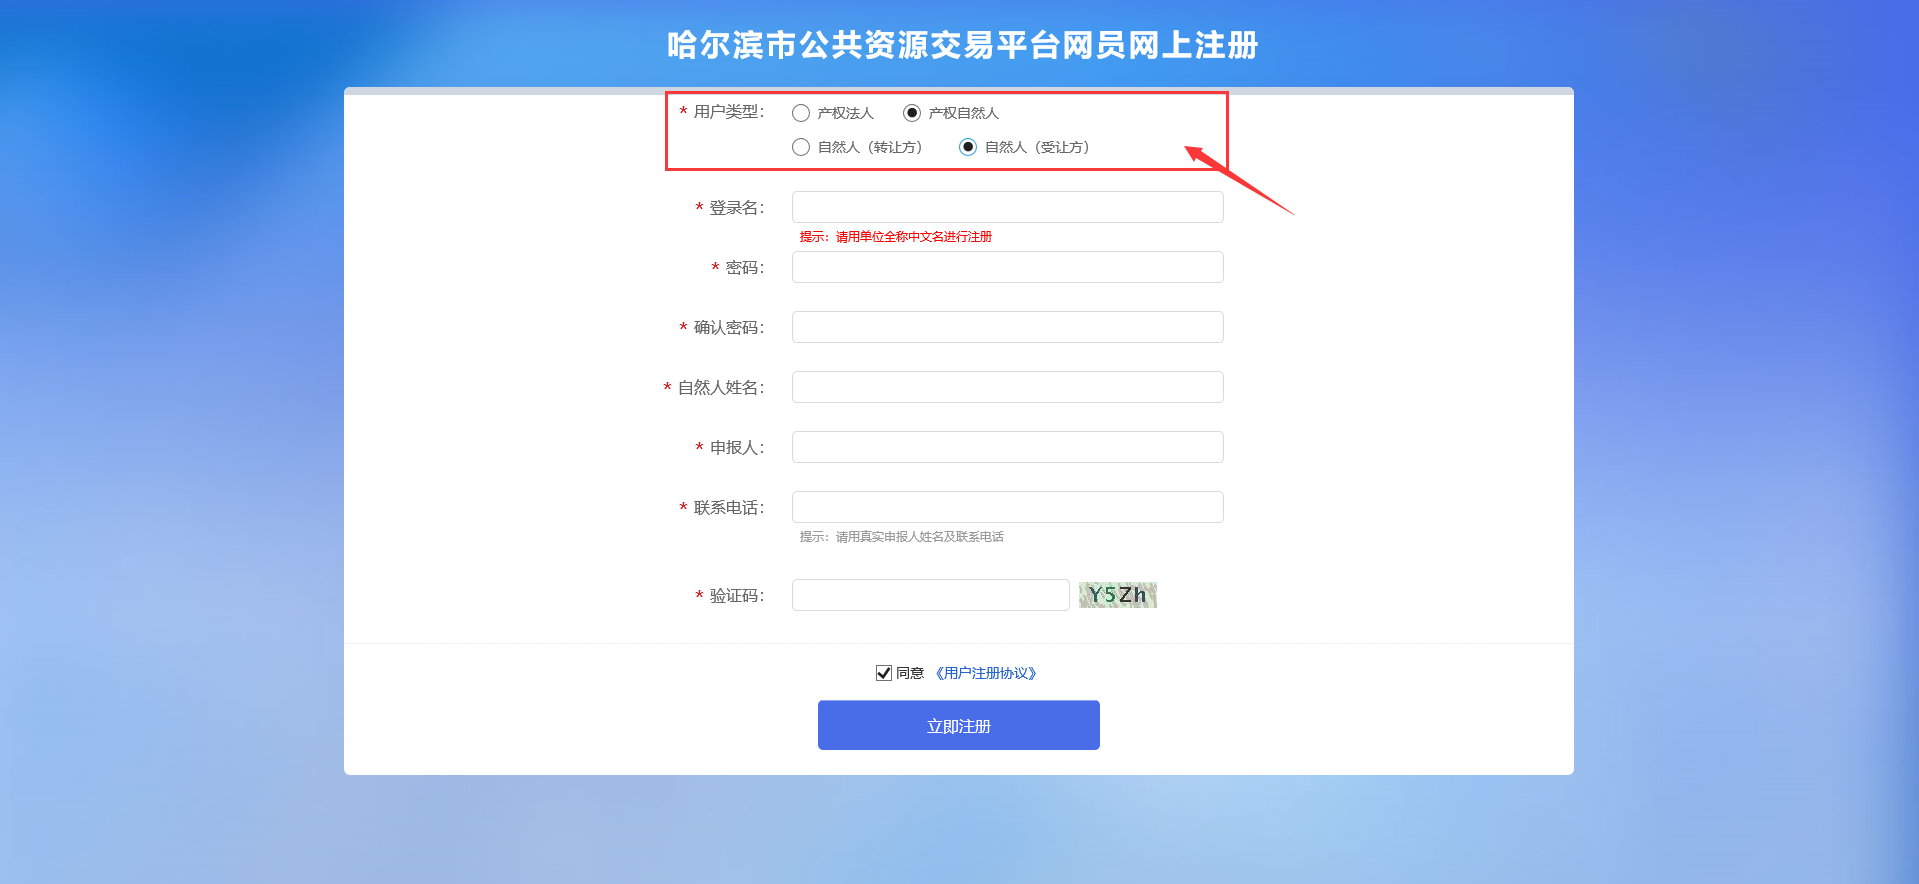 哈尔滨市公共资源交易平台网员网上注册
* 用户类型： 产权法人 产权自然人
自然人（转让方） 自然人（受让方）
* 登录名：
提示：请用单位全称中文名进行注册
* 密码：
* 确认密码：
* 自然人姓名：
* 申报人：
* 联系电话：
提示：请用真实申报人姓名及联系电话
* 验证码： Y5Zh
同意 《用户注册协议》
立即注册